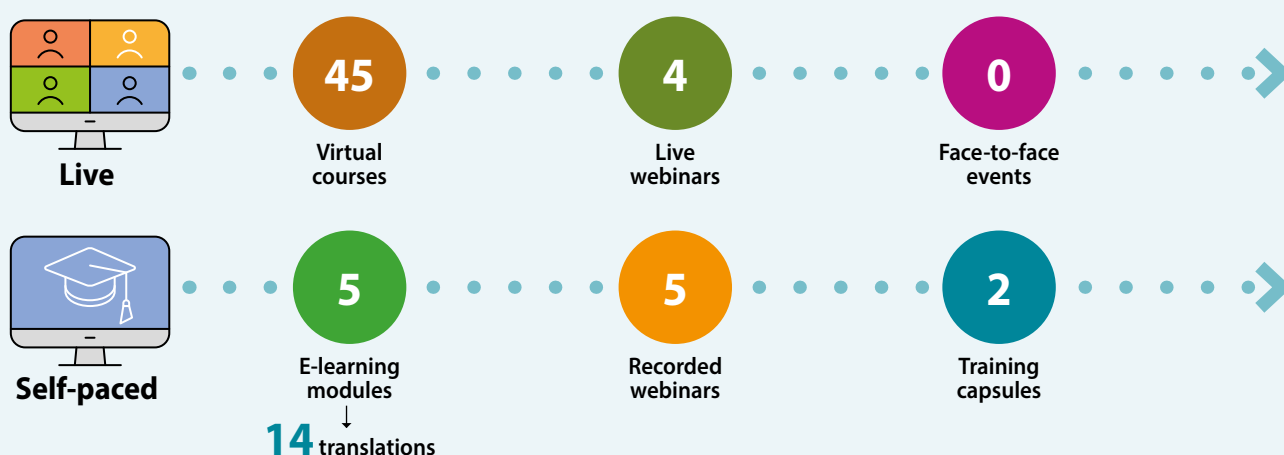 45
4
0
Live
Virtual
courses
Live
webinars
Face-to-face
events
5
5
2
Self-paced
E-learning
modules
Recorded
webinars
Training
capsules
14 translations